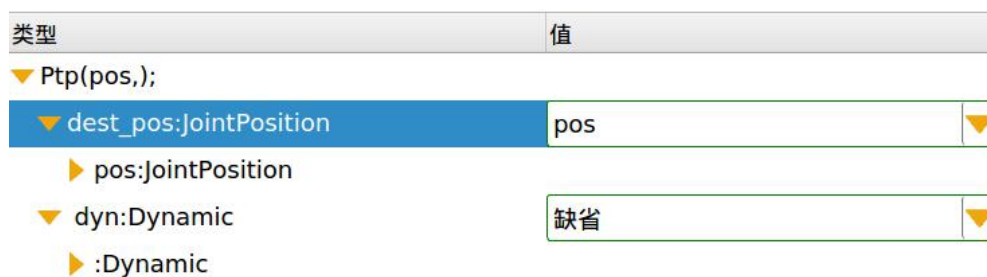 类型 值
Ptp(pos,);
dest_pos:JointPosition pos
pos:JointPosition
dyn:Dynamic 缺省
:Dynamic